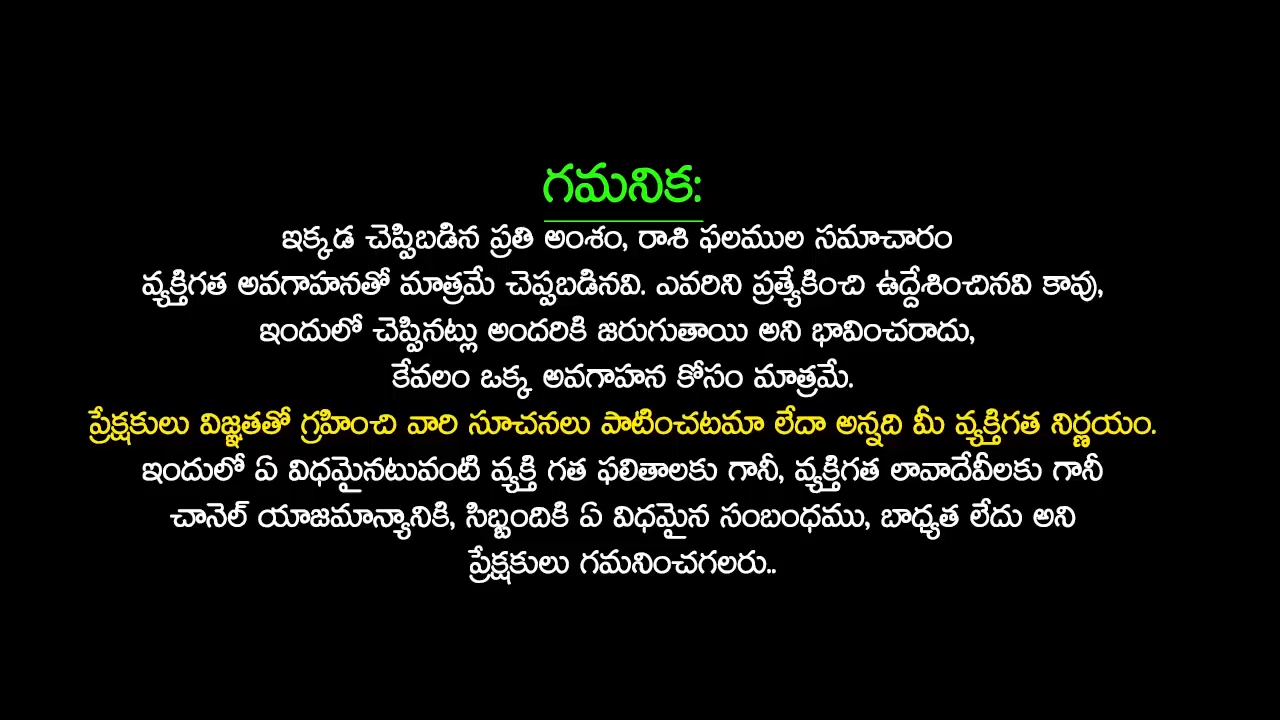 గమనిక:
ఇక్కడ చెప్పిబడిన ప్రతి అంశం, రాశి ఫలముల సమాచారం
వ్యక్తిగత అవగాహనతో మాత్రమే చెప్పబడినవి. ఎవరిని ప్రత్యేకించి ఉద్దేశించినవి కావు,
ఇందులో చెప్పినట్లు అందరికి జరుగుతాయి అని భావించరాదు,
కేవలం ఒక్క అవగాహన కోసం మాత్రమే.
ప్రేక్షకులు విజ్ఞతతో గ్రహించి వారి సూచనలు పాటించటమా లేదా అన్నది మీ వ్యక్తిగత నిర్ణయం.
ఇందులో ఏ విధమైనటువంటి వ్యక్తి గత ఫలితాలకు గానీ, వ్యక్తిగత లావాదేవీలకు గానీ
చానెల్ యాజమాన్యానికి, సిబ్బందికి ఏ విధమైన సంబంధము, బాధ్యత లేదు అని
ప్రేక్షకులు గమనించగలరు..